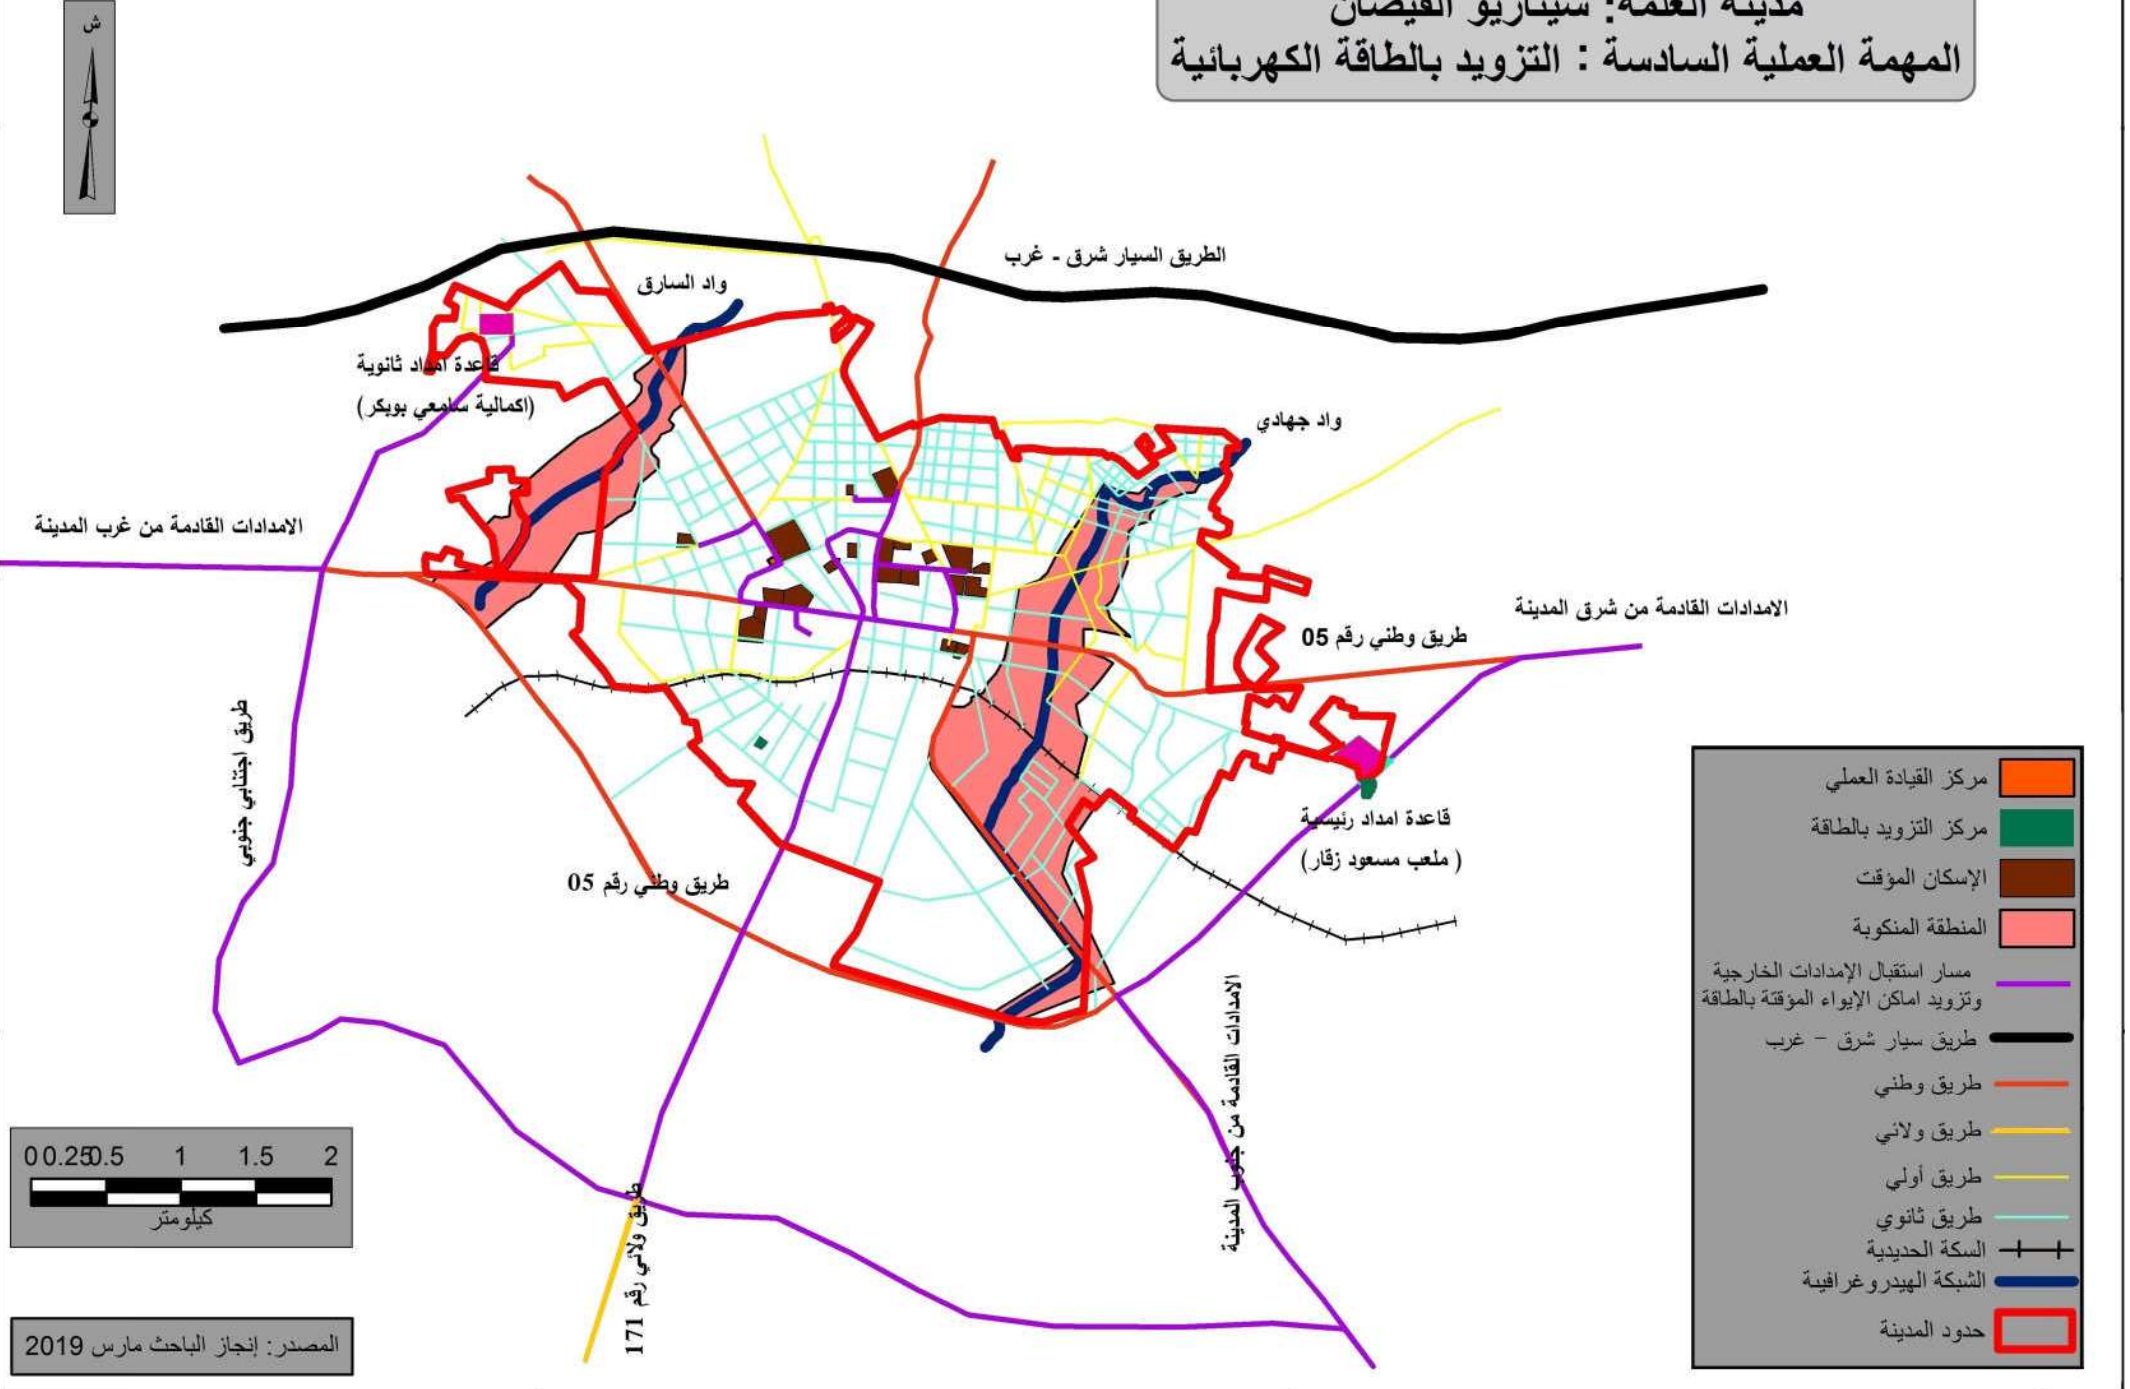 مدينة العلمة: سيناريو الفيضان
المهمة العملية السادسة : التزويد بالطاقة الكهربائية
ش
الطريق السيار شرق - غرب
واد السارق
قاعدة امداد ثانوية
(اكمالية سامعي بوبكر)
واد جهادي
الامدادات القادمة من غرب المدينة
الامدادات القادمة من شرق المدينة
طريق وطني رقم 05
طريق اجتنابي جنوبي
قاعدة امداد رئيسية
( ملعب مسعود زقار)
طريق وطني رقم 05
الامدادات القادمة من جنوب المدينة
طريق ولائي رقم 171
مركز القيادة العملي
مركز التزويد بالطاقة
الإسكان المؤقت
المنطقة المنكوبة
مسار استقبال الإمدادات الخارجية
وتزويد اماكن الإيواء المؤقتة بالطاقة
طريق سيار شرق - غرب
طريق وطني
طريق ولائي
طريق أولي
طريق ثانوي
السكة الحديدية
الشبكة الهيدروغرافيية
حدود المدينة
0 0.25 0.5 1 1.5 2
كيلومتر
المصدر: إنجاز الباحث مارس 2019